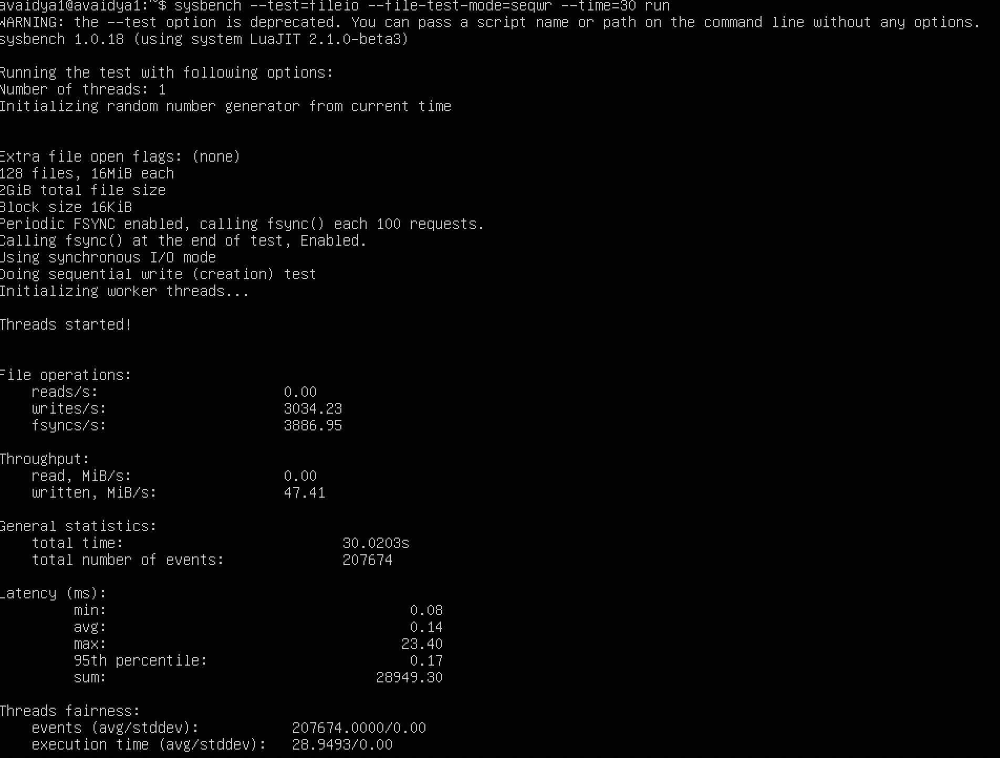 avaidya1@avaidya1:~$ sysbench --test=fileio --file-test-mode=seqwr --time=30 run
WARNING: the --test option is deprecated. You can pass a script name or path on the command line without any options.
sysbench 1.0.18 (using system LuaJIT 2.1.0-beta3)
Running the test with following options:
Number of threads: 1
Initializing random number generator from current time
Extra file open flags: (none)
128 files, 16MiB each
2GiB total file size
Block size 16KiB
Periodic FSYNC enabled, calling fsync() each 100 requests.
Calling fsync() at the end of test, Enabled.
Using synchronous I/O mode
Doing sequential write (creation) test
Initializing worker threads...
Threads started!
File operations:
reads/s: 0.00
writes/s: 3034.23
fsyncs/s: 3886.95
Throughput:
read, MiB/s: 0.00
written, MiB/s: 47.41
General statistics:
total time: 30.0203s
total number of events: 207674
Latency (ms):
min: 0.08
avg: 0.14
max: 23.40
95th percentile: 0.17
sum: 28949.30
Threads fairness:
events (avg/stddev): 207674.0000/0.00
execution time (avg/stddev): 28.9493/0.00